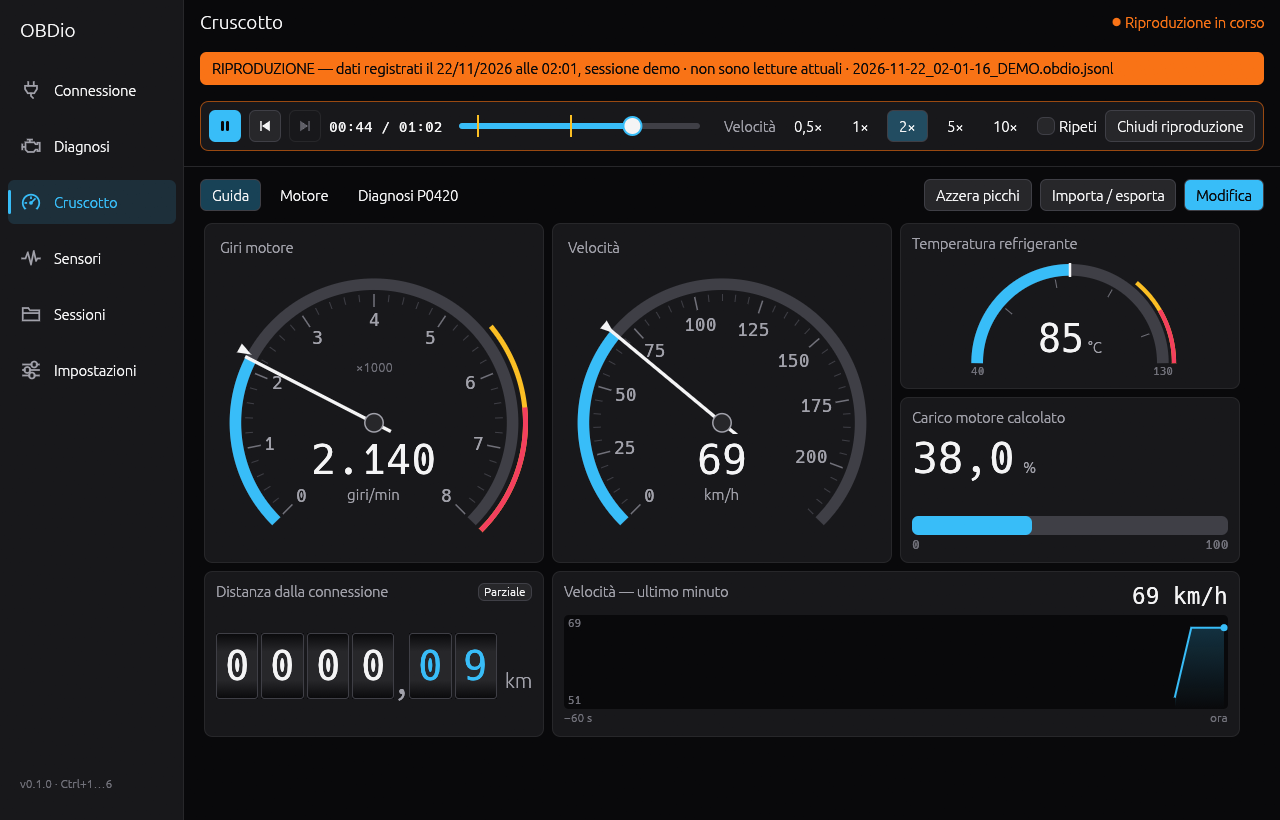 OBDio
Connessione
Diagnosi
Cruscotto
Sensori
Sessioni
Impostazioni
v0.1.0 · Ctrl+1…6
Cruscotto
Riproduzione in corso
RIPRODUZIONE — dati registrati il 22/11/2026 alle 02:01, sessione demo · non sono letture attuali · 2026-11-22_02-01-16_DEMO.obdio.jsonl
00:44 / 01:02
Velocità 0,5× 1× 2× 5× 10× Ripeti Chiudi riproduzione
Guida Motore Diagnosi P0420
Azzera picchi Importa / esporta Modifica
Giri motore
0 1 2 3 4 5 6 7 8
×1000
2.140
giri/min
Velocità
0 25 50 75 100 125 150 175 200
69
km/h
Temperatura refrigerante
85 °C
40 130
Carico motore calcolato
38,0 %
0 100
Distanza dalla connessione Parziale
0000,09 km
Velocità — ultimo minuto 69 km/h
69
51
−60 s ora